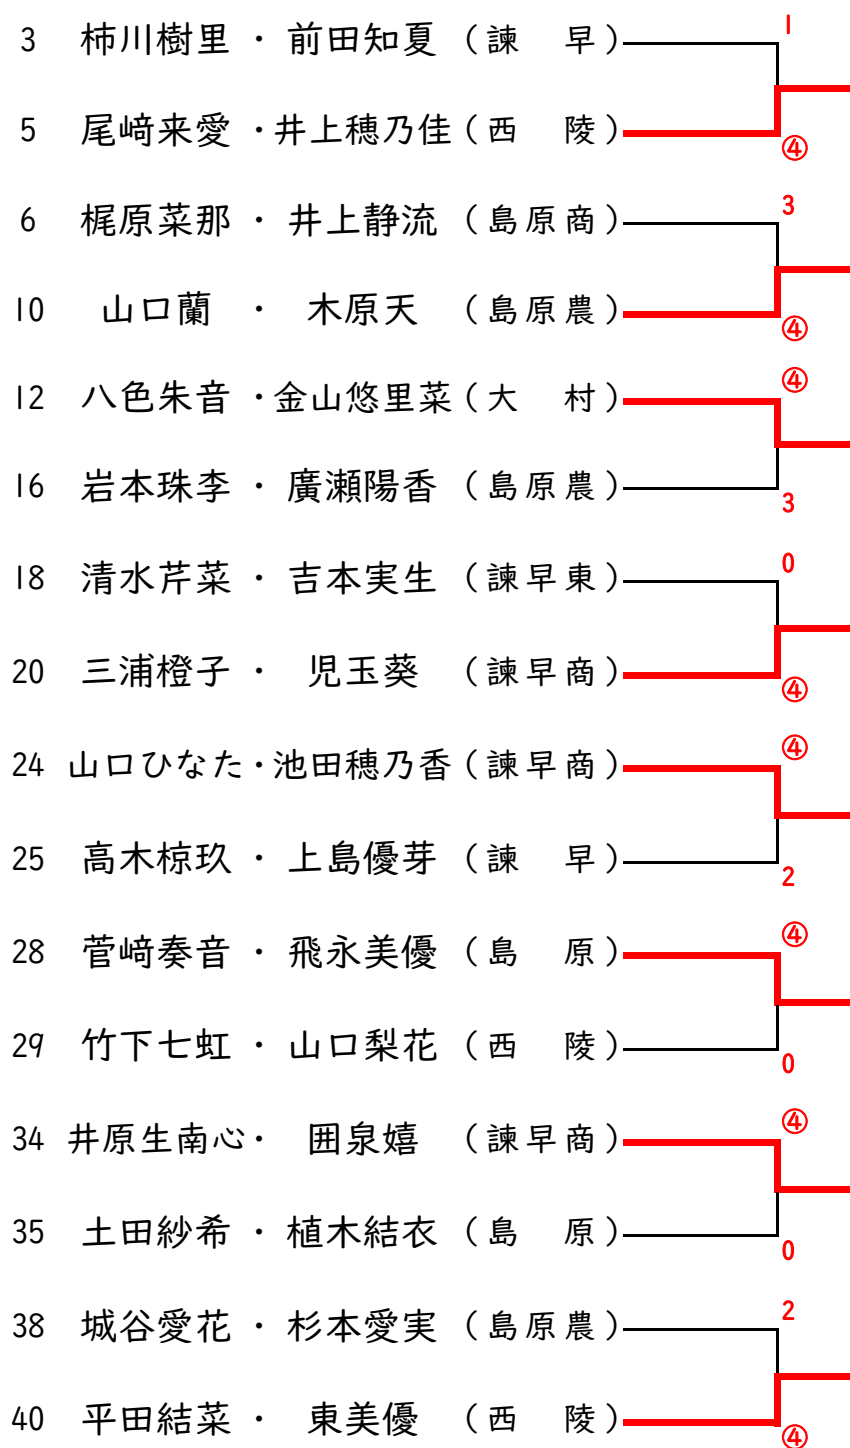 3 柿川樹里 ・ 前田知夏 （諫 早） 1
5 尾﨑来愛 ・ 井上穂乃佳 （西 陵） ④
6 梶原菜那 ・ 井上静流 （島原商） 3
10 山口蘭 ・ 木原天 （島原農） ④
12 八色朱音 ・ 金山悠里菜 （大 村） ④
16 岩本珠李 ・ 廣瀬陽香 （島原農） 3
18 清水芹菜 ・ 吉本実生 （諫早東） 0
20 三浦橙子 ・ 児玉葵 （諫早商） ④
24 山口ひなた ・ 池田穂乃香 （諫早商） ④
25 高木椋玖 ・ 上島優芽 （諫 早） 2
28 菅﨑奏音 ・ 飛永美優 （島 原） ④
29 竹下七虹 ・ 山口梨花 （西 陵） 0
34 井原生南心 ・ 囲泉嬉 （諫早商） ④
35 土田紗希 ・ 植木結衣 （島 原） 0
38 城谷愛花 ・ 杉本愛実 （島原農） 2
40 平田結菜 ・ 東美優 （西 陵） ④